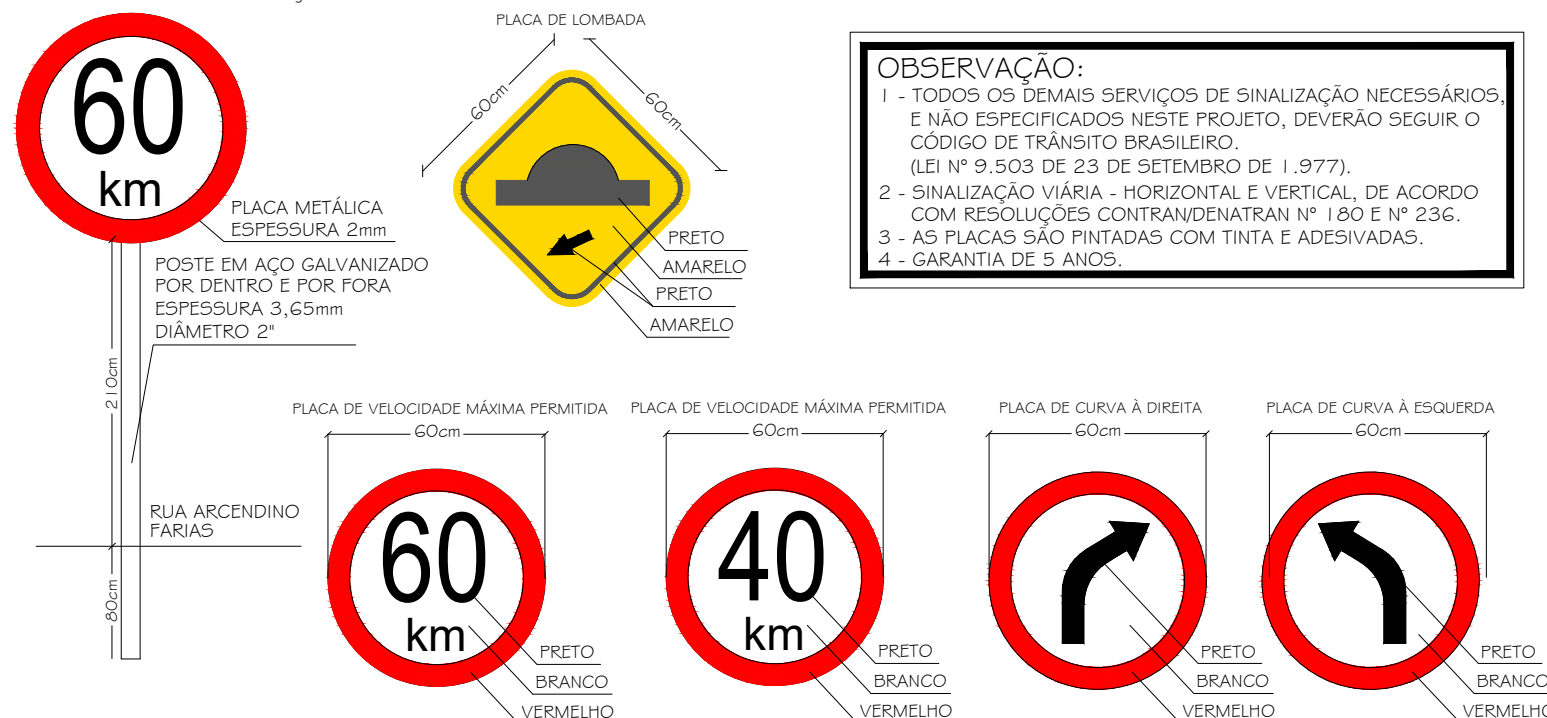 60
km
PLACA METÁLICA
ESPESSURA 2mm
POSTE EM AÇO GALVANIZADO
POR DENTRO E POR FORA
ESPESSURA 3,65mm
DIÂMETRO 2"
210cm
RUA ARCENDINO
FARIAS
80cm
PLACA DE LOMBADA
60cm
60cm
PRETO
AMARELO
PRETO
AMARELO
OBSERVAÇÃO:
1 - TODOS OS DEMAIS SERVIÇOS DE SINALIZAÇÃO NECESSÁRIOS,
E NÃO ESPECIFICADOS NESTE PROJETO, DEVERÃO SEGUIR O
CÓDIGO DE TRÂNSITO BRASILEIRO.
(LEI Nº 9.503 DE 23 DE SETEMBRO DE 1.977).
2 - SINALIZAÇÃO VIÁRIA - HORIZONTAL E VERTICAL, DE ACORDO
COM RESOLUÇÕES CONTRAN/DENATRAN Nº 180 E Nº 236.
3 - AS PLACAS SÃO PINTADAS COM TINTA E ADESIVADAS.
4 - GARANTIA DE 5 ANOS.
PLACA DE VELOCIDADE MÁXIMA PERMITIDA
60cm
60
km
PRETO
BRANCO
VERMELHO
PLACA DE VELOCIDADE MÁXIMA PERMITIDA
60cm
40
km
PRETO
BRANCO
VERMELHO
PLACA DE CURVA À DIREITA
60cm
PRETO
BRANCO
VERMELHO
PLACA DE CURVA À ESQUERDA
60cm
PRETO
BRANCO
VERMELHO